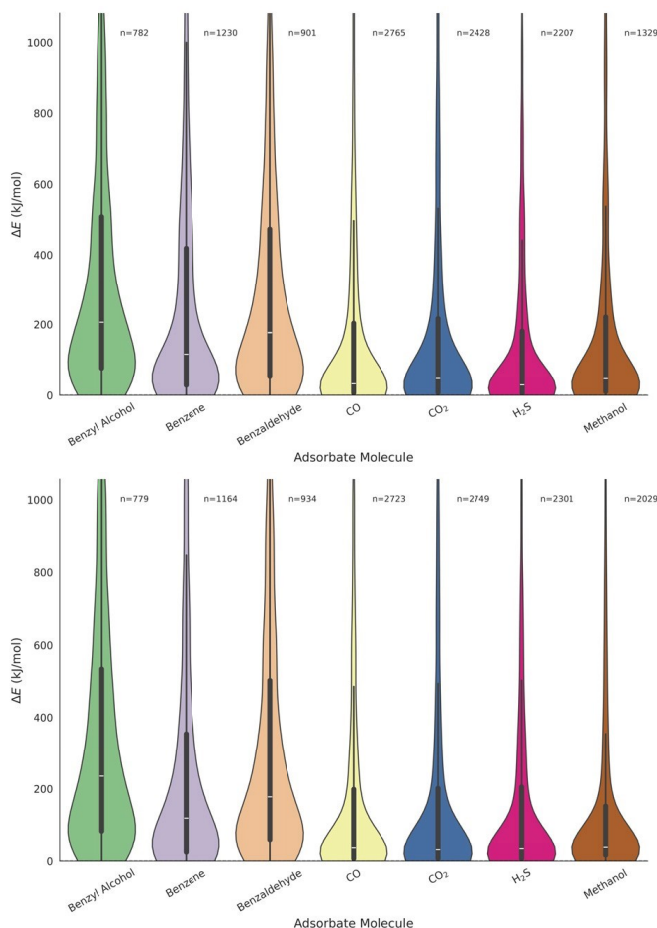 n=782 n=1230 n=901 n=2765 n=2428 n=2207 n=1329
1000
800
600
400
200
0
ΔE (kJ/mol)
Benzyl Alcohol Benzene Benzaldehyde CO CO₂ H₂S Methanol
Adsorbate Molecule
n=779 n=1164 n=934 n=2723 n=2749 n=2301 n=2029
1000
800
600
400
200
0
ΔE (kJ/mol)
Benzyl Alcohol Benzene Benzaldehyde CO CO₂ H₂S Methanol
Adsorbate Molecule